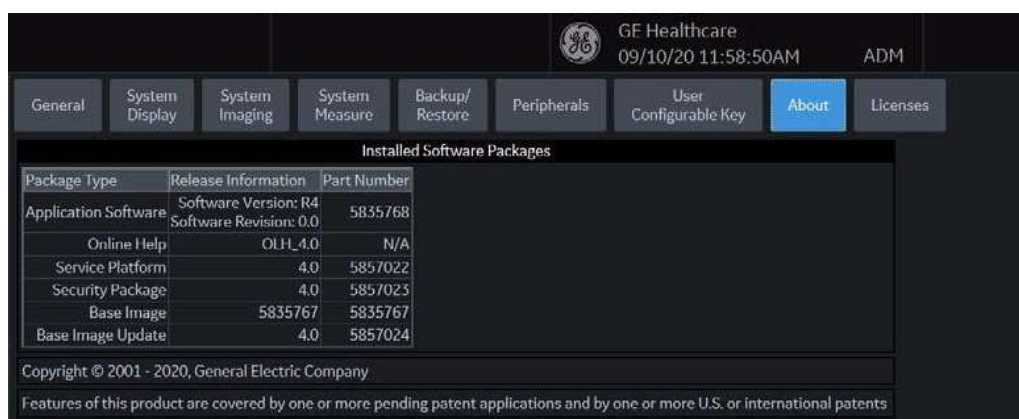 GE Healthcare
09/10/20 11:58:50AM ADM
General System Display System Imaging System Measure Backup/ Restore Peripherals User Configurable Key About Licenses
Installed Software Packages
Package Type Release Information Part Number
Application Software Software Version: R4 Software Revision: 0.0 5835768
Online Help OLH_4.0 N/A
Service Platform 4.0 5857022
Security Package 4.0 5857023
Base Image 5835767 5835767
Base Image Update 4.0 5857024
Copyright © 2001 - 2020, General Electric Company
Features of this product are covered by one or more pending patent applications and by one or more U.S. or international patents